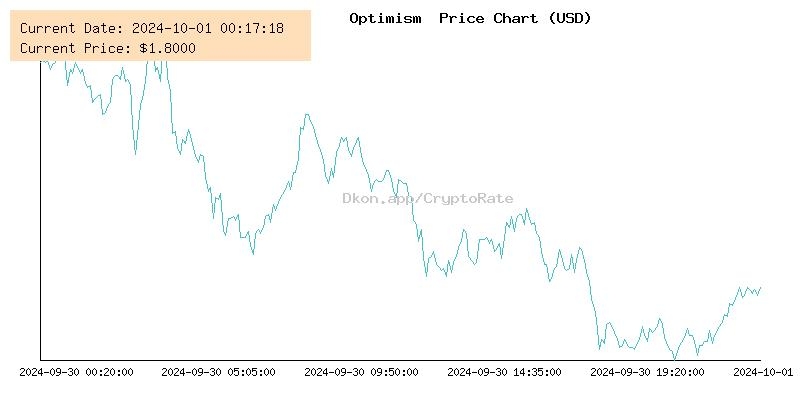 Optimism  Price Chart (USD)
Current Date: 2024-10-01 00:17:18
Current Price: $1.8000
Dkon.app/CryptoRate
2024-09-30 00:20:00 2024-09-30 05:05:00 2024-09-30 09:50:00 2024-09-30 14:35:00 2024-09-30 19:20:00 2024-10-01